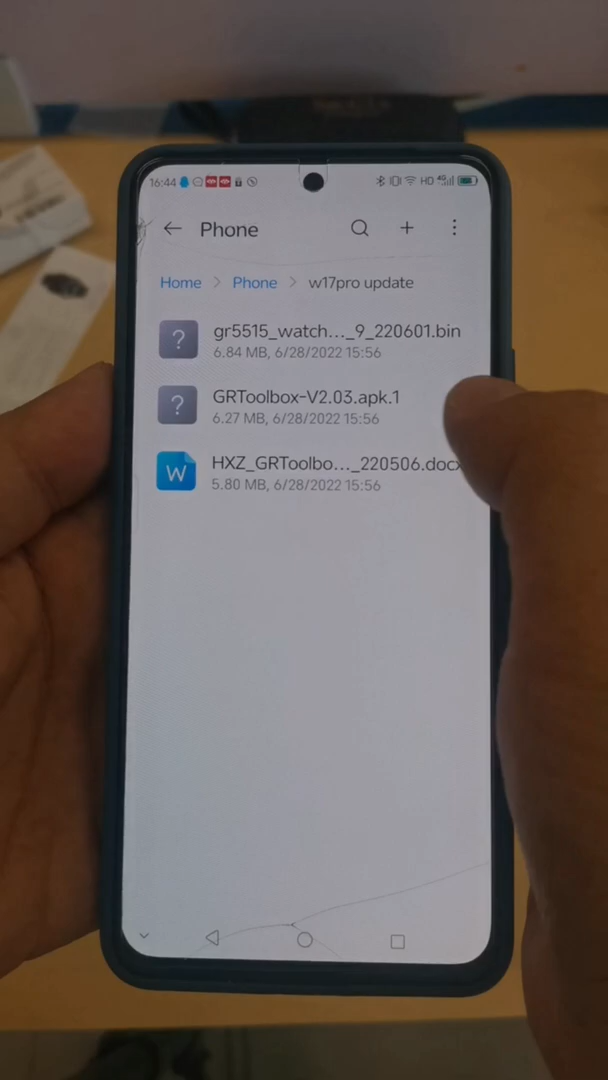 16:44 HD 4G
Phone
Home > Phone > w17pro update
gr5515_watch..._9_220601.bin
6.84 MB, 6/28/2022 15:56
GRToolbox-V2.03.apk.1
6.27 MB, 6/28/2022 15:56
W
HXZ_GRToolbo..._220506.docx
5.80 MB, 6/28/2022 15:56